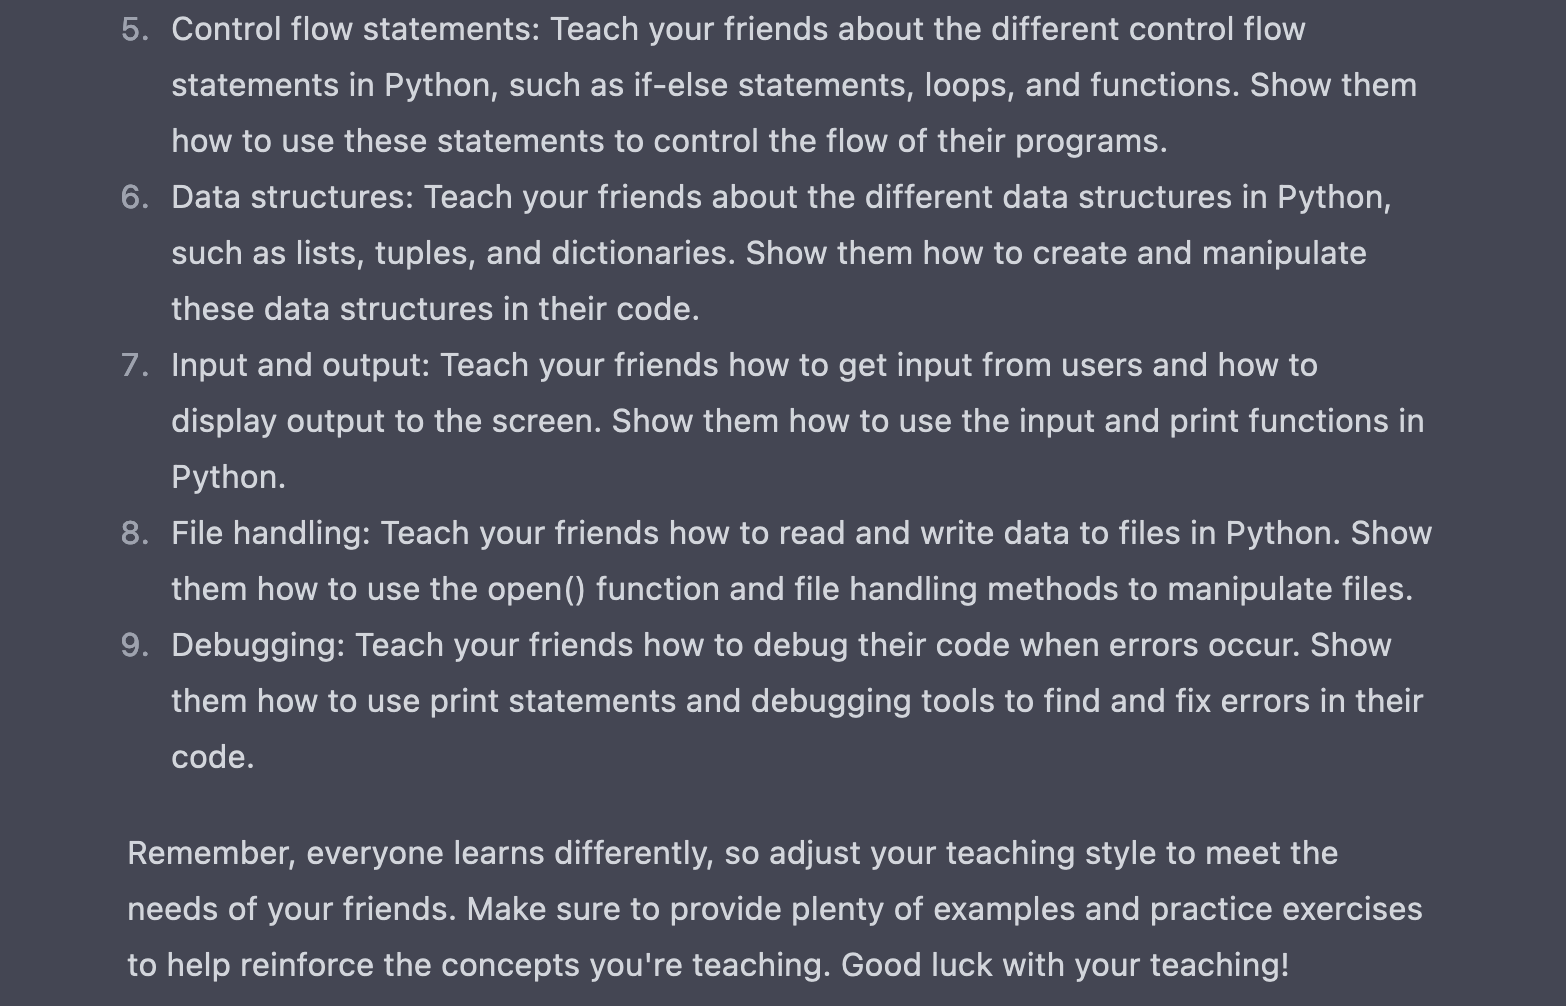 5. Control flow statements: Teach your friends about the different control flow
statements in Python, such as if-else statements, loops, and functions. Show them
how to use these statements to control the flow of their programs.
6. Data structures: Teach your friends about the different data structures in Python,
such as lists, tuples, and dictionaries. Show them how to create and manipulate
these data structures in their code.
7. Input and output: Teach your friends how to get input from users and how to
display output to the screen. Show them how to use the input and print functions in
Python.
8. File handling: Teach your friends how to read and write data to files in Python. Show
them how to use the open() function and file handling methods to manipulate files.
9. Debugging: Teach your friends how to debug their code when errors occur. Show
them how to use print statements and debugging tools to find and fix errors in their
code.
Remember, everyone learns differently, so adjust your teaching style to meet the
needs of your friends. Make sure to provide plenty of examples and practice exercises
to help reinforce the concepts you're teaching. Good luck with your teaching!